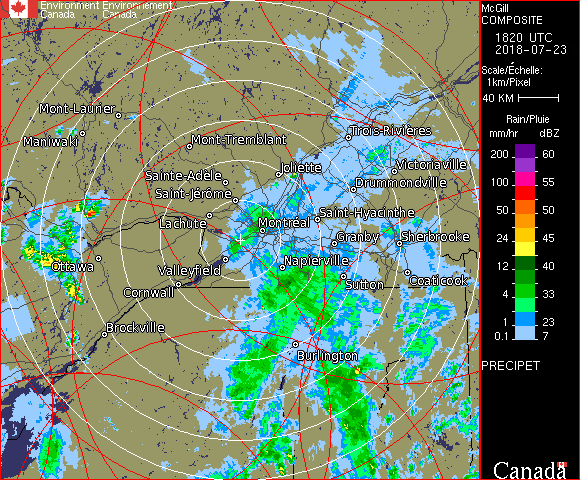 Environment Environnement
Canada Canada
McGill
COMPOSITE
1820 UTC
2018-07-23
Scale/Échelle:
1km/Pixel
40 KM
Rain/Pluie
mm/hr dBZ
200 60
100 55
50 50
24 45
12 40
4 33
1 23
0.1 7
PRECIPET
Canada
Mont-Laurier
Maniwaki
Mont-Tremblant
Trois-Rivières
Sainte-Adèle
Joliette
Victoriaville
Saint-Jérôme
Drummondville
Lachute
Montréal
Saint-Hyacinthe
Granby
Sherbrooke
Ottawa
Valleyfield
Napierville
Cornwall
Sutton
Coaticook
Brockville
Burlington